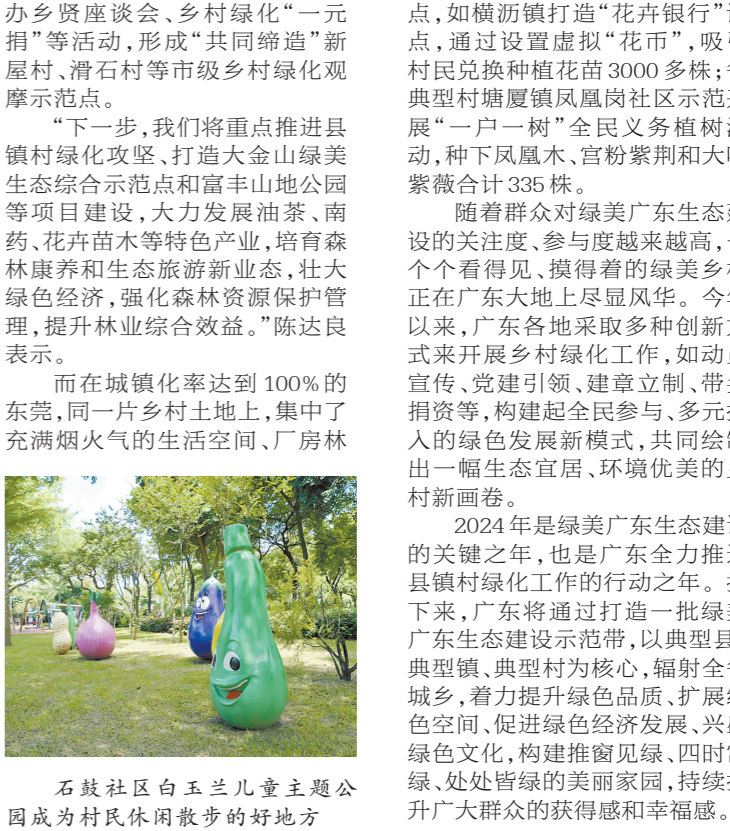 办乡贤座谈会、乡村绿化“一元
捐”等活动,形成“共同缔造”新
屋村、滑石村等市级乡村绿化观
摩示范点。
“下一步,我们将重点推进县
镇村绿化攻坚、打造大金山绿美
生态综合示范点和富丰山地公园
等项目建设,大力发展油茶、南
药、花卉苗木等特色产业,培育森
林康养和生态旅游新业态,壮大
绿色经济,强化森林资源保护管
理,提升林业综合效益。”陈达良
表示。
而在城镇化率达到100%的
东莞,同一片乡村土地上,集中了
充满烟火气的生活空间、厂房林
石鼓社区白玉兰儿童主题公
园成为村民休闲散步的好地方
点,如横沥镇打造“花卉银行”
点,通过设置虚拟“花币”,吸
村民兑换种植花苗3000多株;
典型村塘厦镇凤凰岗社区示范
展“一户一树”全民义务植树
动,种下凤凰木、宫粉紫荆和大
紫薇合计335株。
随着群众对绿美广东生态
设的关注度、参与度越来越高,
个个看得见、摸得着的绿美乡
正在广东大地上尽显风华。今
以来,广东各地采取多种创新
式来开展乡村绿化工作,如动
宣传、党建引领、建章立制、带
捐资等,构建起全民参与、多元
入的绿色发展新模式,共同绘
出一幅生态宜居、环境优美的
村新画卷。
2024年是绿美广东生态建
的关键之年,也是广东全力推
县镇村绿化工作的行动之年。
下来,广东将通过打造一批绿
广东生态建设示范带,以典型县
典型镇、典型村为核心,辐射全
城乡,着力提升绿色品质、扩展
色空间、促进绿色经济发展、兴
绿色文化,构建推窗见绿、四时
绿、处处皆绿的美丽家园,持续
升广大群众的获得感和幸福感。